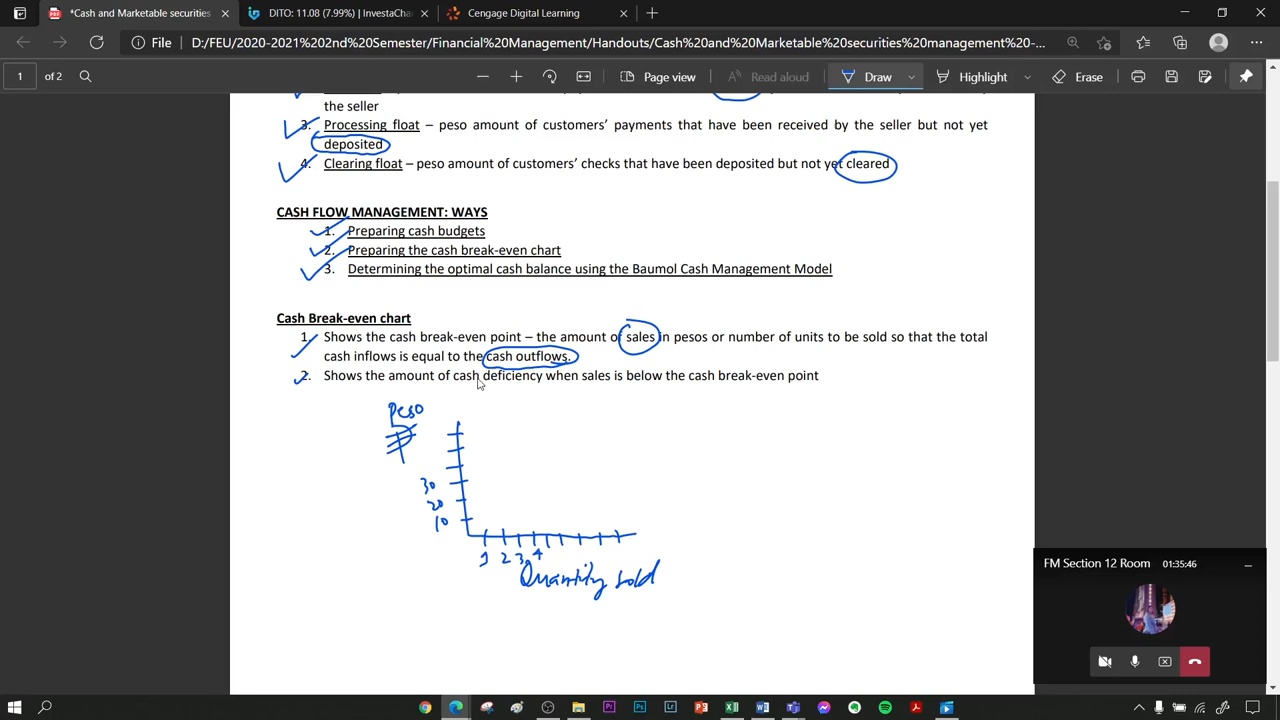 *Cash and Marketable securities
DITO: 11.08 (7.99%) | InvestaCha
Cengage Digital Learning
File
D:/FEU/2020-2021%202nd%20Semester/Financial%20Management/Handouts/Cash%20and%20Marketable%20securities%20management%20-...
1
of 2
Page view
Read aloud
Draw
Highlight
Erase
the seller
3. Processing float – peso amount of customers' payments that have been received by the seller but not yet
deposited
4. Clearing float – peso amount of customers' checks that have been deposited but not yet cleared
CASH FLOW MANAGEMENT: WAYS
1. Preparing cash budgets
2. Preparing the cash break-even chart
3. Determining the optimal cash balance using the Baumol Cash Management Model
Cash Break-even chart
1. Shows the cash break-even point – the amount of sales in pesos or number of units to be sold so that the total
cash inflows is equal to the cash outflows.
2. Shows the amount of cash deficiency when sales is below the cash break-even point
Peso
30
20
10
1 2 3 4
Quantity sold
FM Section 12 Room
01:35:46